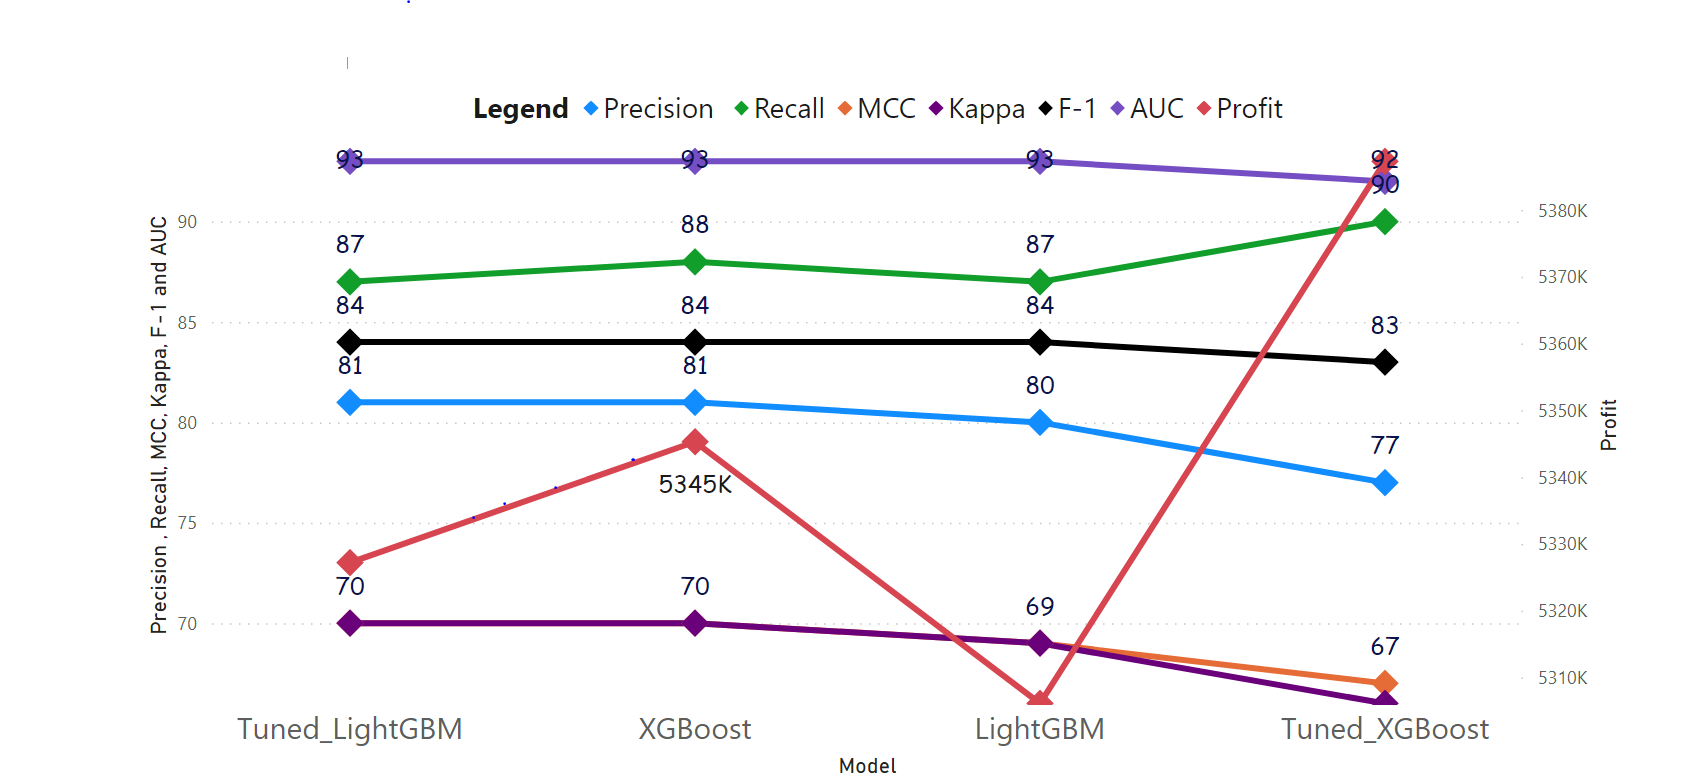 Legend Precision Recall MCC Kappa F-1 AUC Profit
93 93 93 92
90
90 5380K
87 88 87
5370K
84 84 84 83
85 5360K
81 81 80
5350K
80
77
5340K
5345K
75
5330K
70 70 69
5320K
70
67
5310K
Precision , Recall, MCC, Kappa, F-1 and AUC
Profit
Tuned_LightGBM XGBoost LightGBM Tuned_XGBoost
Model